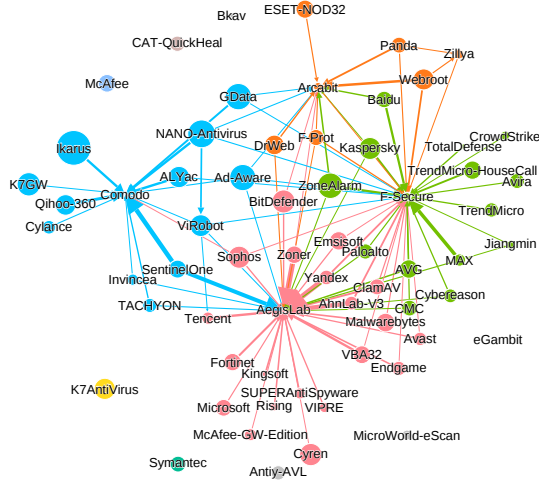 ESET-NOD32
Bkav
CAT-QuickHeal
Panda
Zillya
McAfee
Webroot
Arcabit
GData
Baidu
NANO-Antivirus
F-Prot
CrowdStrike
DrWeb
Kaspersky
TotalDefense
Ikarus
TrendMicro-HouseCall
ALYac
Ad-Aware
ZoneAlarm
Avira
K7GW
Comodo
F-Secure
Qihoo-360
BitDefender
TrendMicro
Cylance
ViRobot
Emsisoft
Jiangmin
Sophos
Zoner
Paloalto
MAX
SentinelOne
AVG
Invincea
Yandex
ClamAV
Cybereason
TACHYON
AhnLab-V3
AegisLab
CMC
Tencent
Malwarebytes
Avast
eGambit
VBA32
Fortinet
Endgame
Kingsoft
K7AntiVirus
SUPERAntiSpyware
Microsoft
Rising
VIPRE
McAfee-GW-Edition
MicroWorld-eScan
Cyren
Symantec
Antiy-AVL